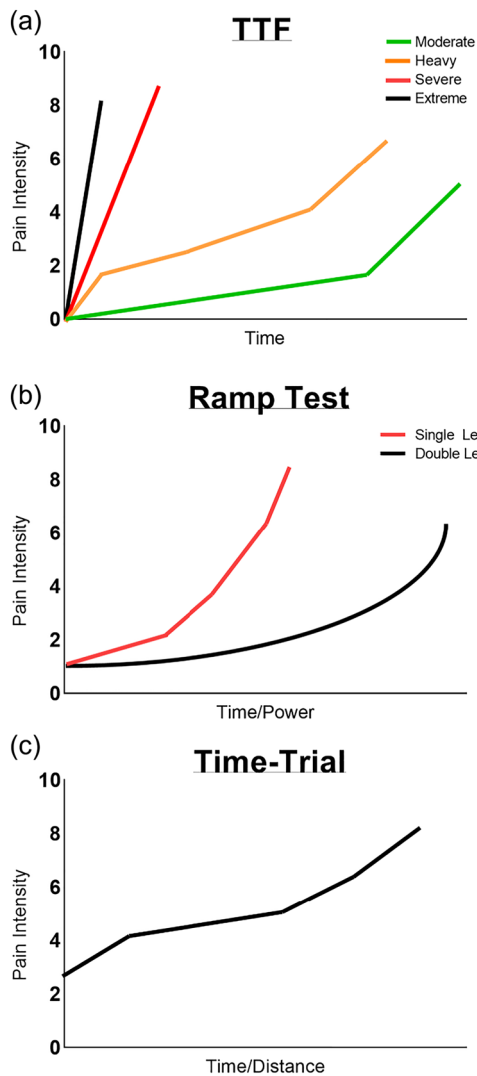 (a)
TTF
10
8
6
4
2
0
Pain Intensity
Time
Moderate
Heavy
Severe
Extreme
(b)
Ramp Test
10
8
6
4
2
0
Pain Intensity
Time/Power
Single Le
Double Le
(c)
Time-Trial
10
8
6
4
2
0
Pain Intensity
Time/Distance